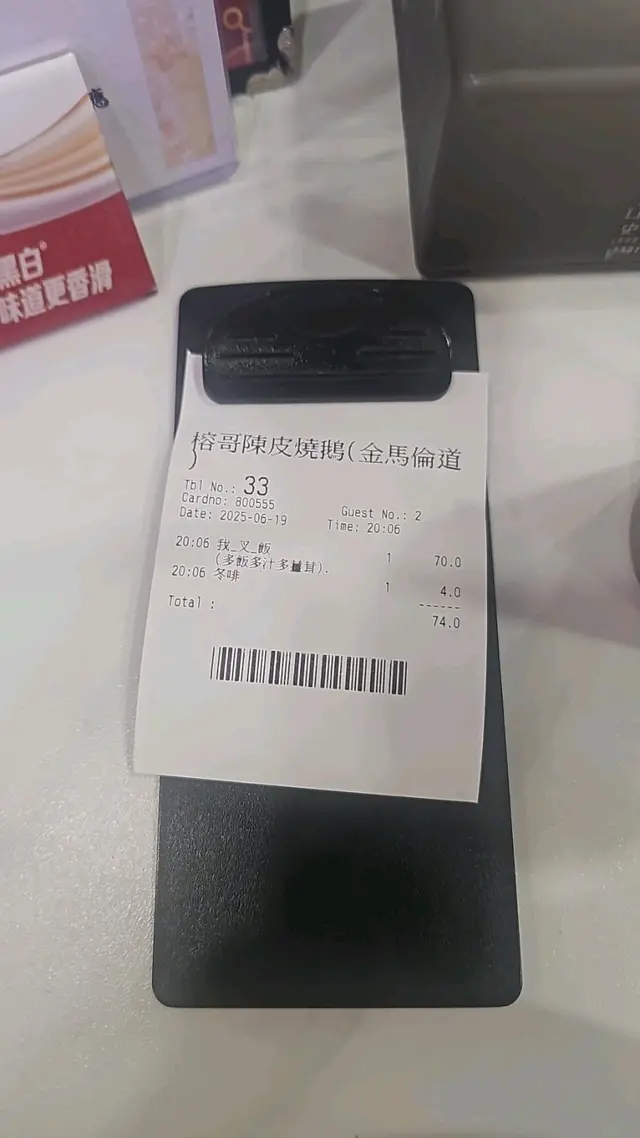 黑白®
味道更香滑
榕哥陳皮燒鵝(金馬倫道
)
Tbl No.: 33
Cardno: 800555 Guest No.: 2
Date: 2025-06-19 Time: 20:06
20:06 我_叉_飯 1 70.0
(多飯多汁多薑茸).
20:06 冬啡 1 4.0
------
Total : 74.0